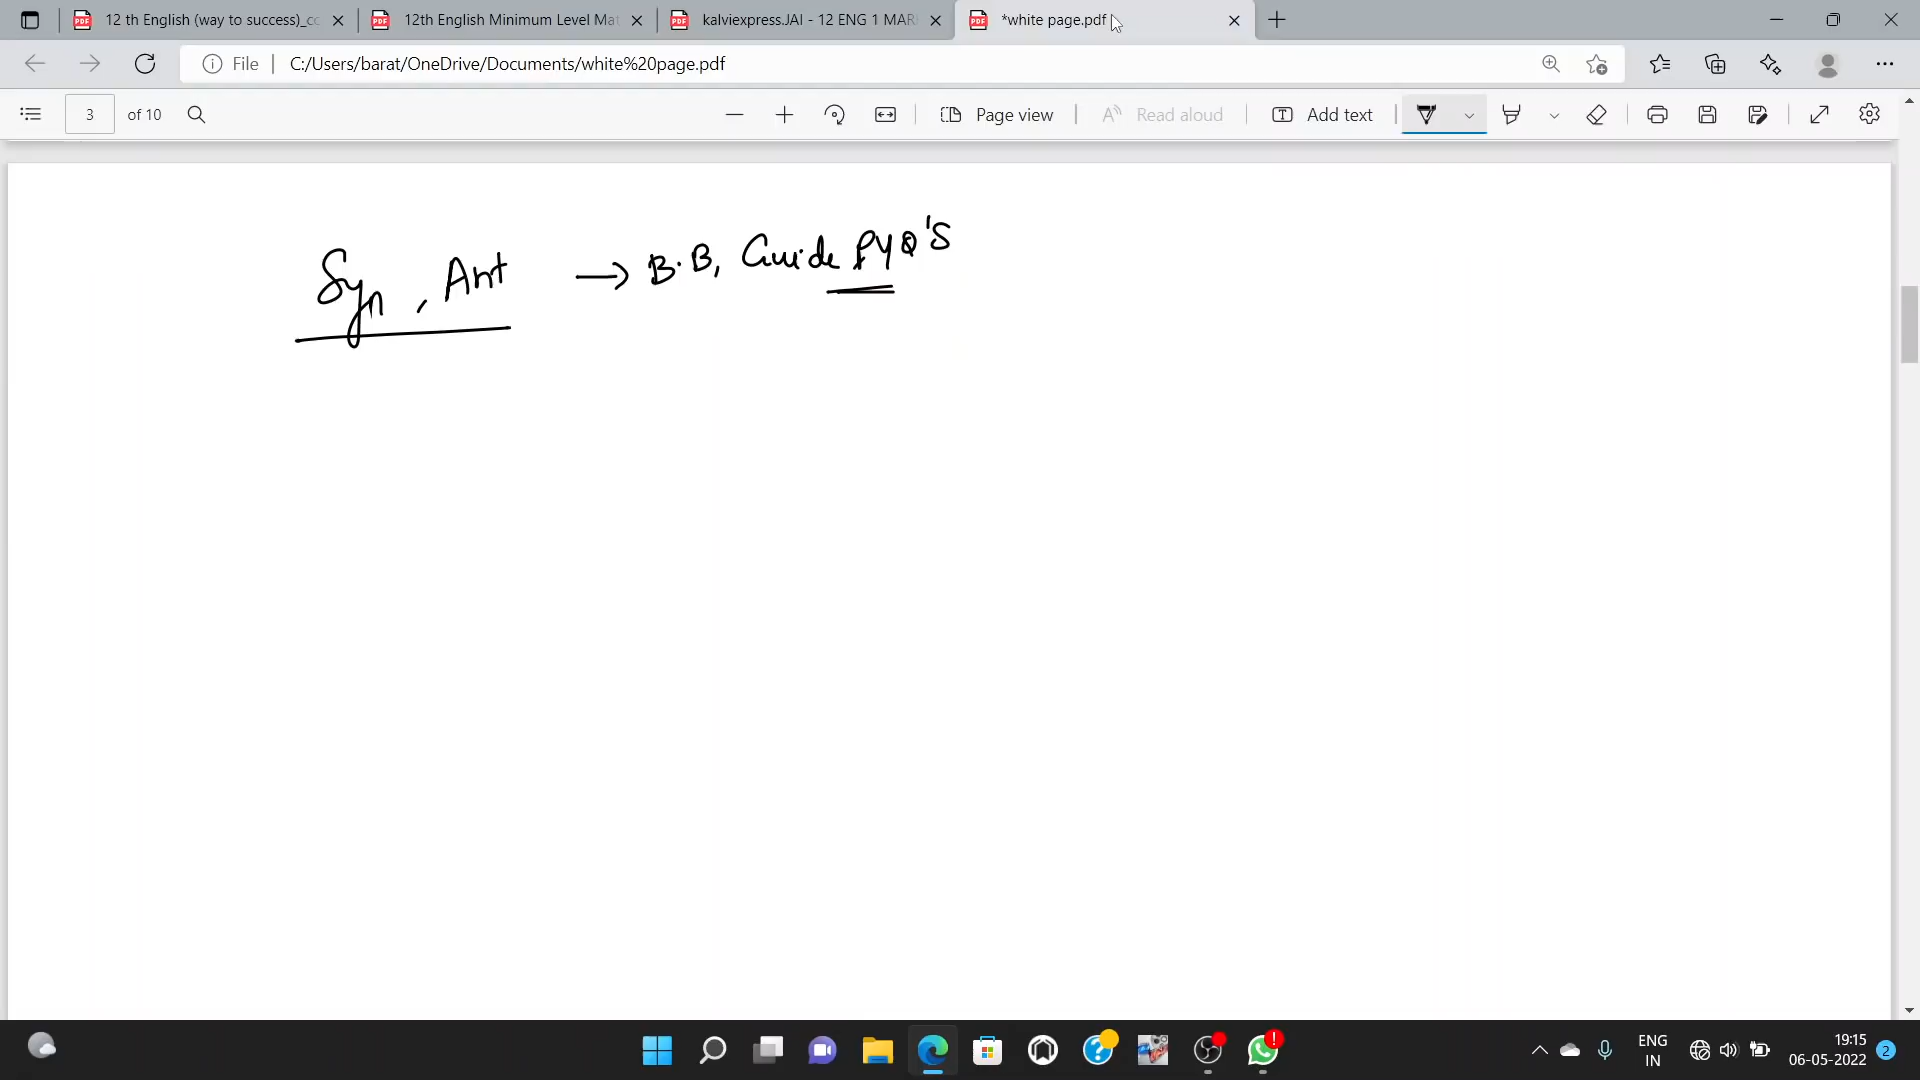 12 th English (way to success)_c
12th English Minimum Level Mat
kalviexpress.JAI - 12 ENG 1 MAR
*white page.pdf
File
C:/Users/barat/OneDrive/Documents/white%20page.pdf
3 of 10
Page view
Read aloud
Add text
Syn, Ant → B.B, Guide PYQ'S
ENG
IN
19:15
06-05-2022
2